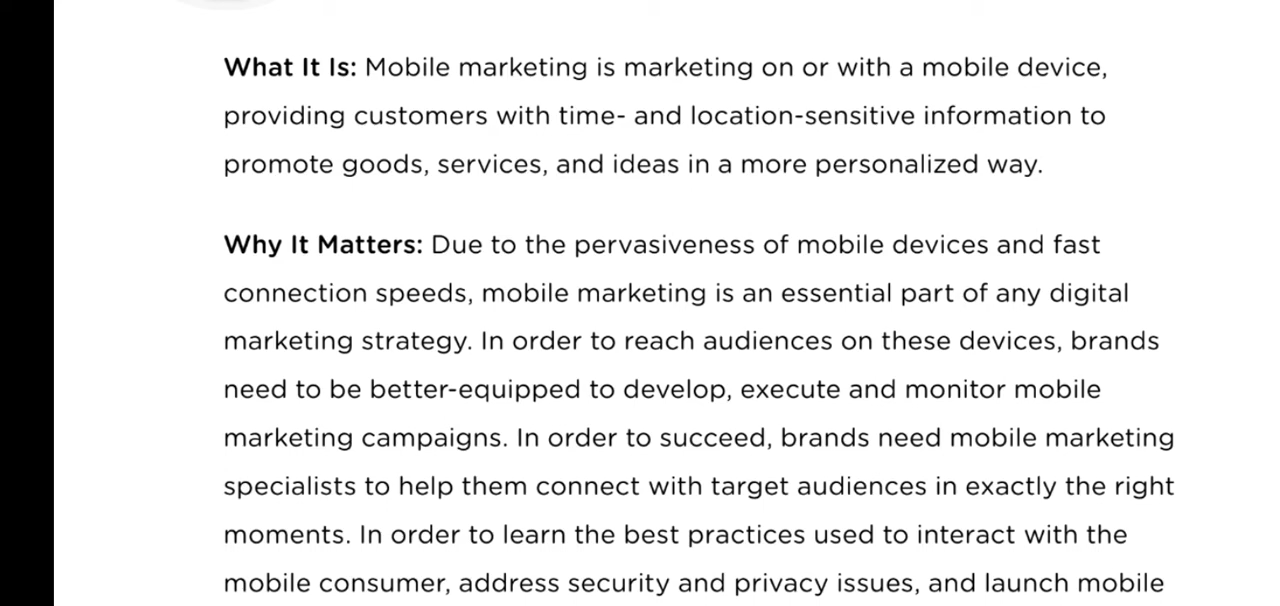 What It Is: Mobile marketing is marketing on or with a mobile device,
providing customers with time- and location-sensitive information to
promote goods, services, and ideas in a more personalized way.
Why It Matters: Due to the pervasiveness of mobile devices and fast
connection speeds, mobile marketing is an essential part of any digital
marketing strategy. In order to reach audiences on these devices, brands
need to be better-equipped to develop, execute and monitor mobile
marketing campaigns. In order to succeed, brands need mobile marketing
specialists to help them connect with target audiences in exactly the right
moments. In order to learn the best practices used to interact with the
mobile consumer, address security and privacy issues, and launch mobile